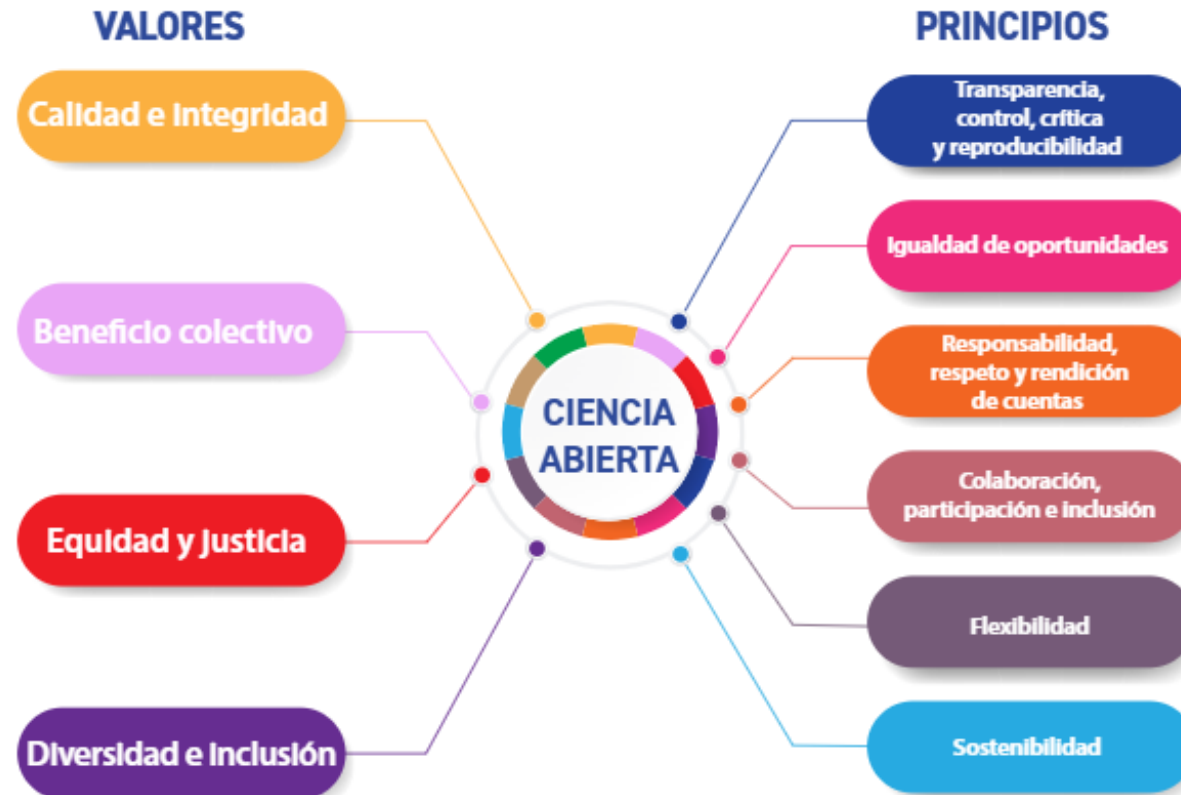 VALORES
Calidad e integridad
Beneficio colectivo
Equidad y justicia
Diversidad e inclusión
CIENCIA
ABIERTA
PRINCIPIOS
Transparencia,
control, crítica
y reproducibilidad
Igualdad de oportunidades
Responsabilidad,
respeto y rendición
de cuentas
Colaboración,
participación e inclusión
Flexibilidad
Sostenibilidad